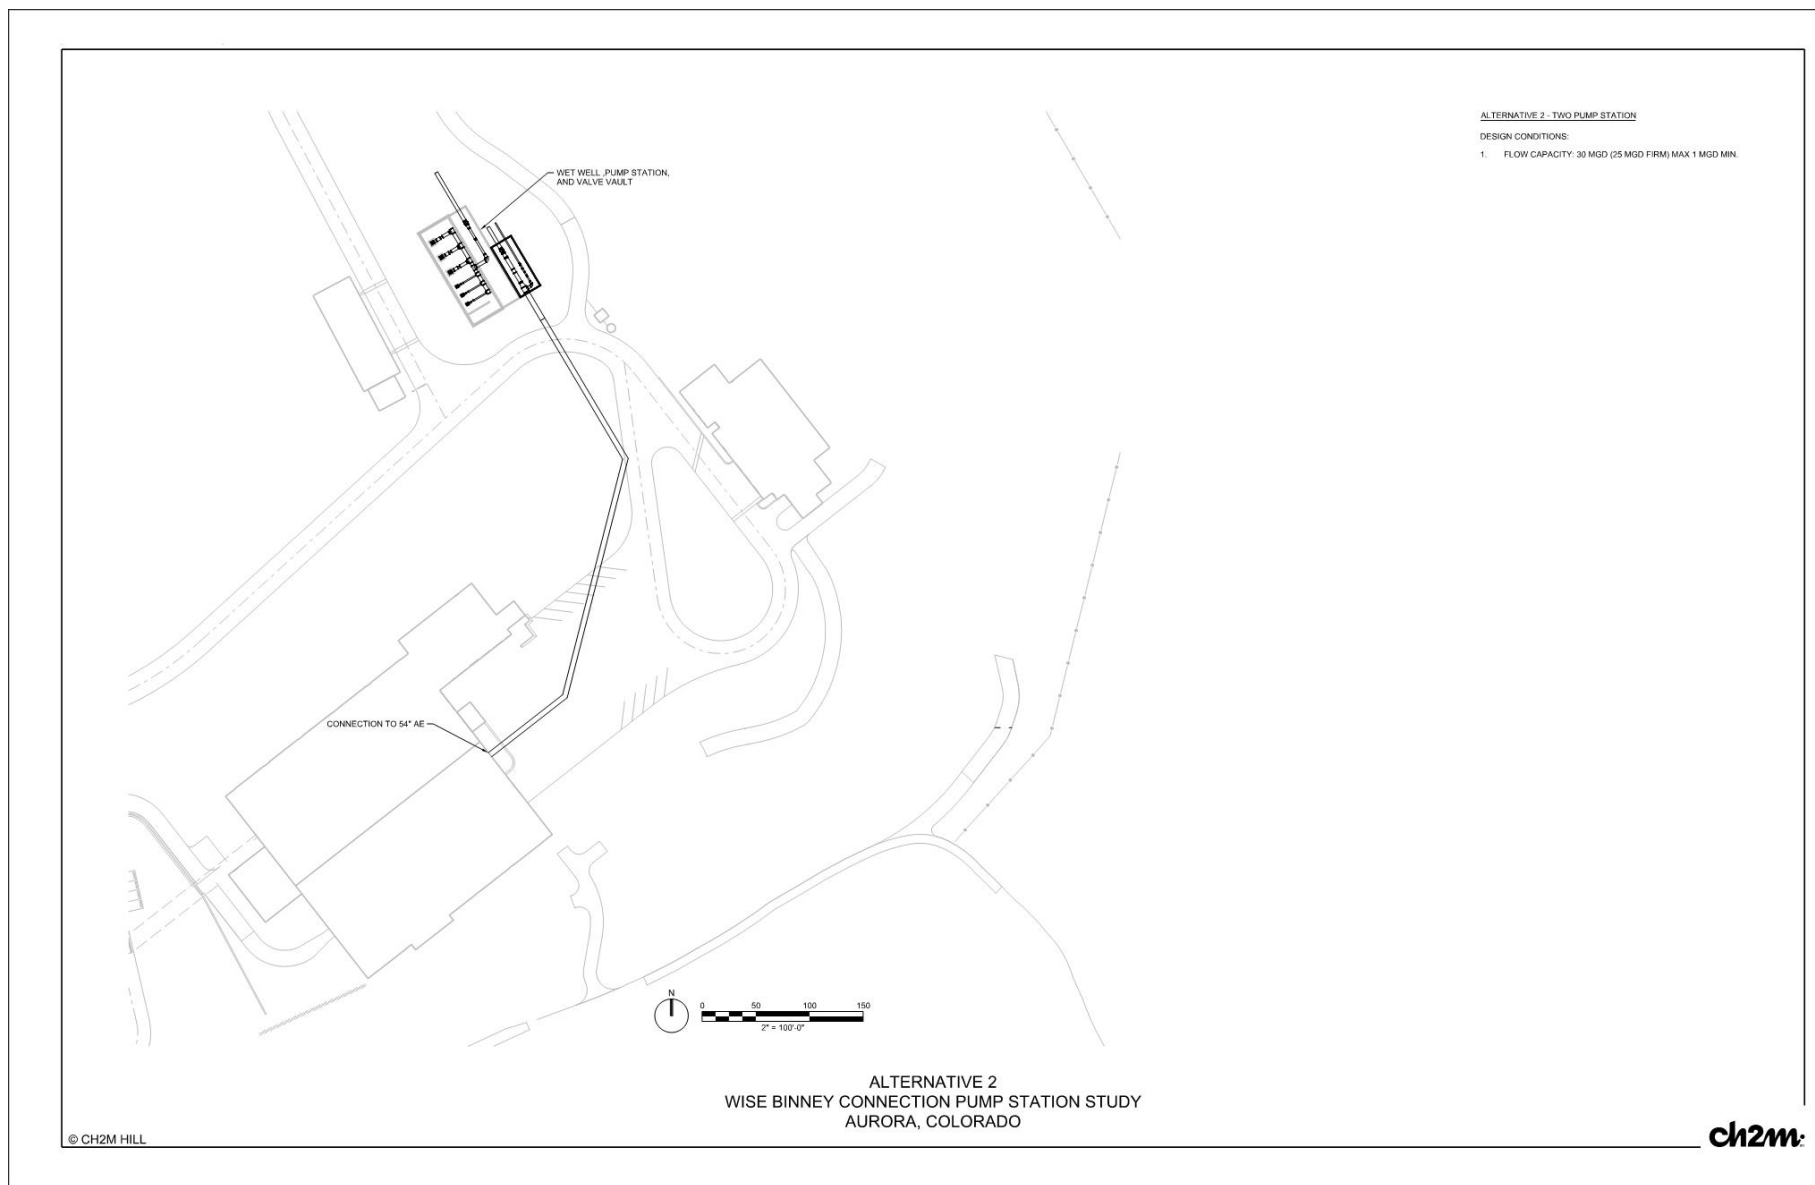 ALTERNATIVE 2 - TWO PUMP STATION
DESIGN CONDITIONS:
1. FLOW CAPACITY: 30 MGD (25 MGD FIRM) MAX 1 MGD MIN.
WET WELL ,PUMP STATION,
AND VALVE VAULT
CONNECTION TO 54" AE
N
0 50 100 150
2" = 100'-0"
ALTERNATIVE 2
WISE BINNEY CONNECTION PUMP STATION STUDY
AURORA, COLORADO
© CH2M HILL
ch2m: